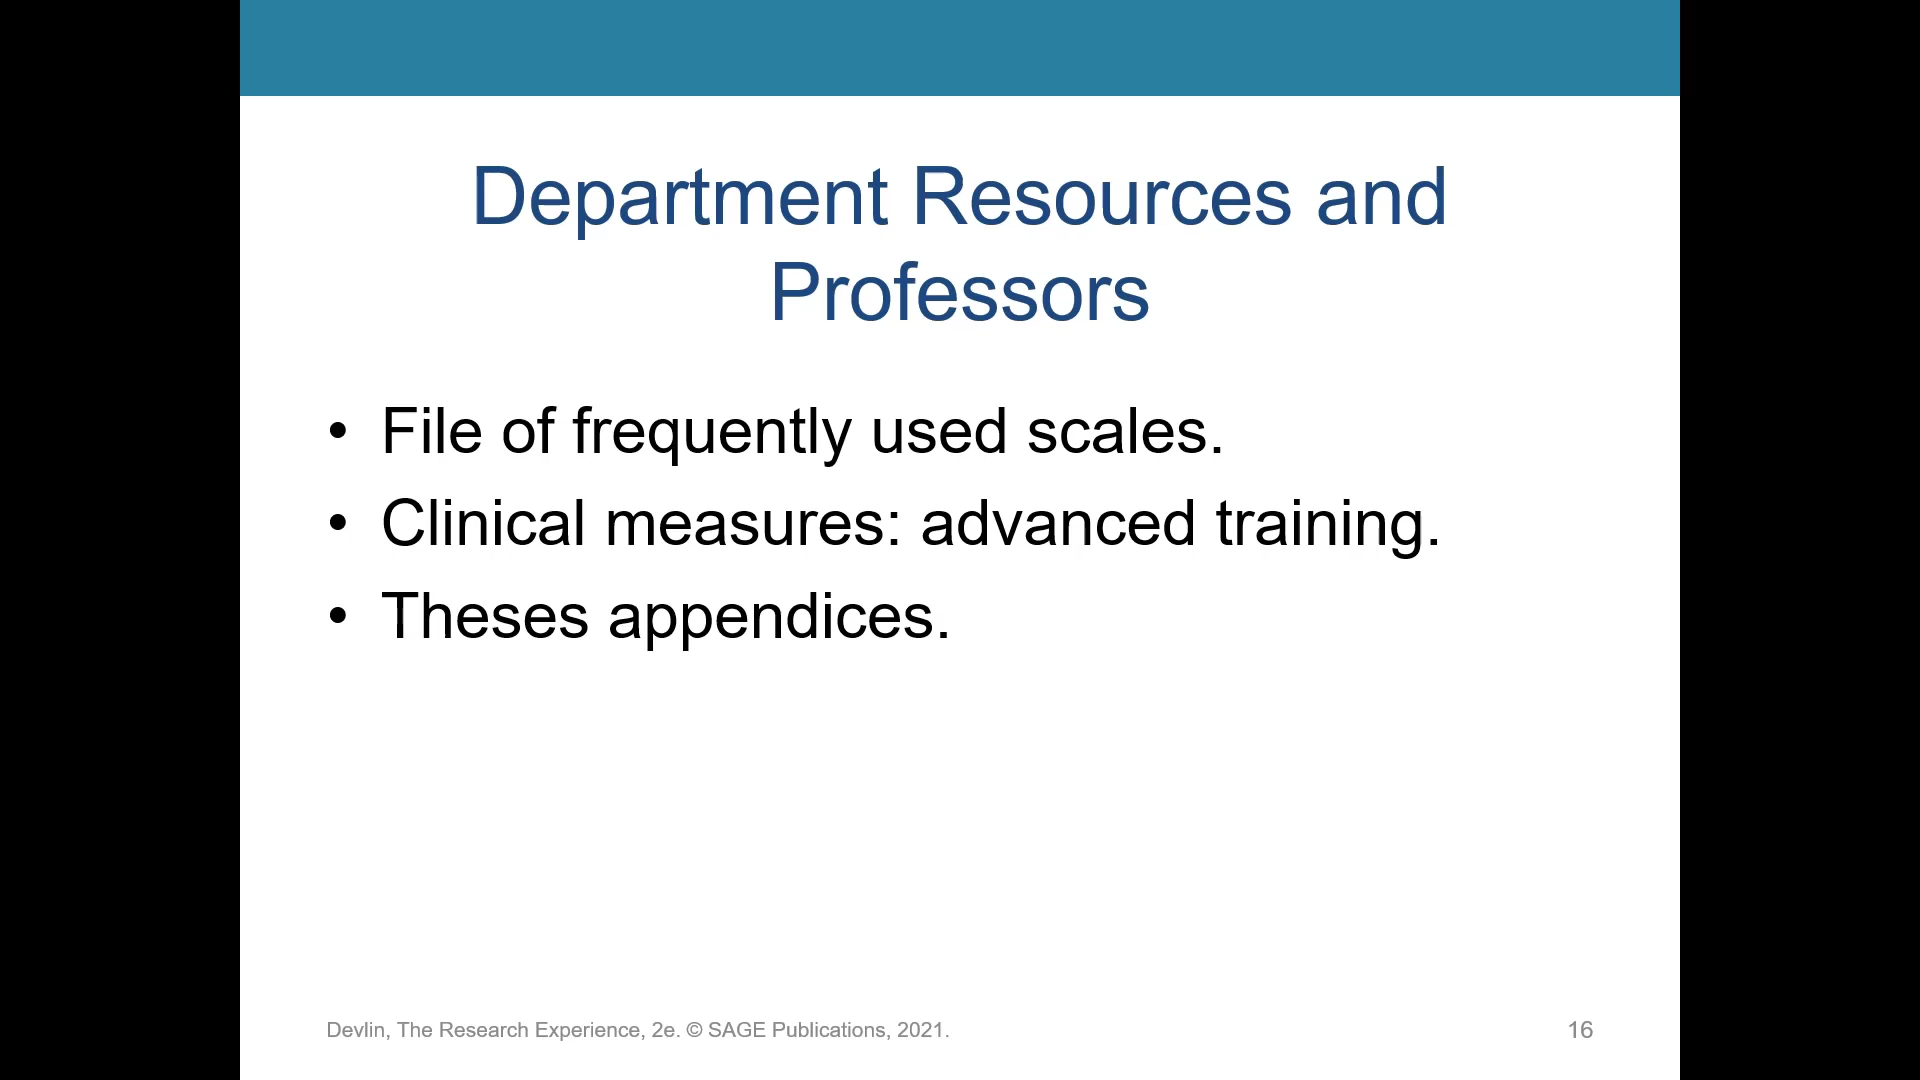 Department Resources and
Professors
• File of frequently used scales.
• Clinical measures: advanced training.
• Theses appendices.
Devlin, The Research Experience, 2e. © SAGE Publications, 2021.
16